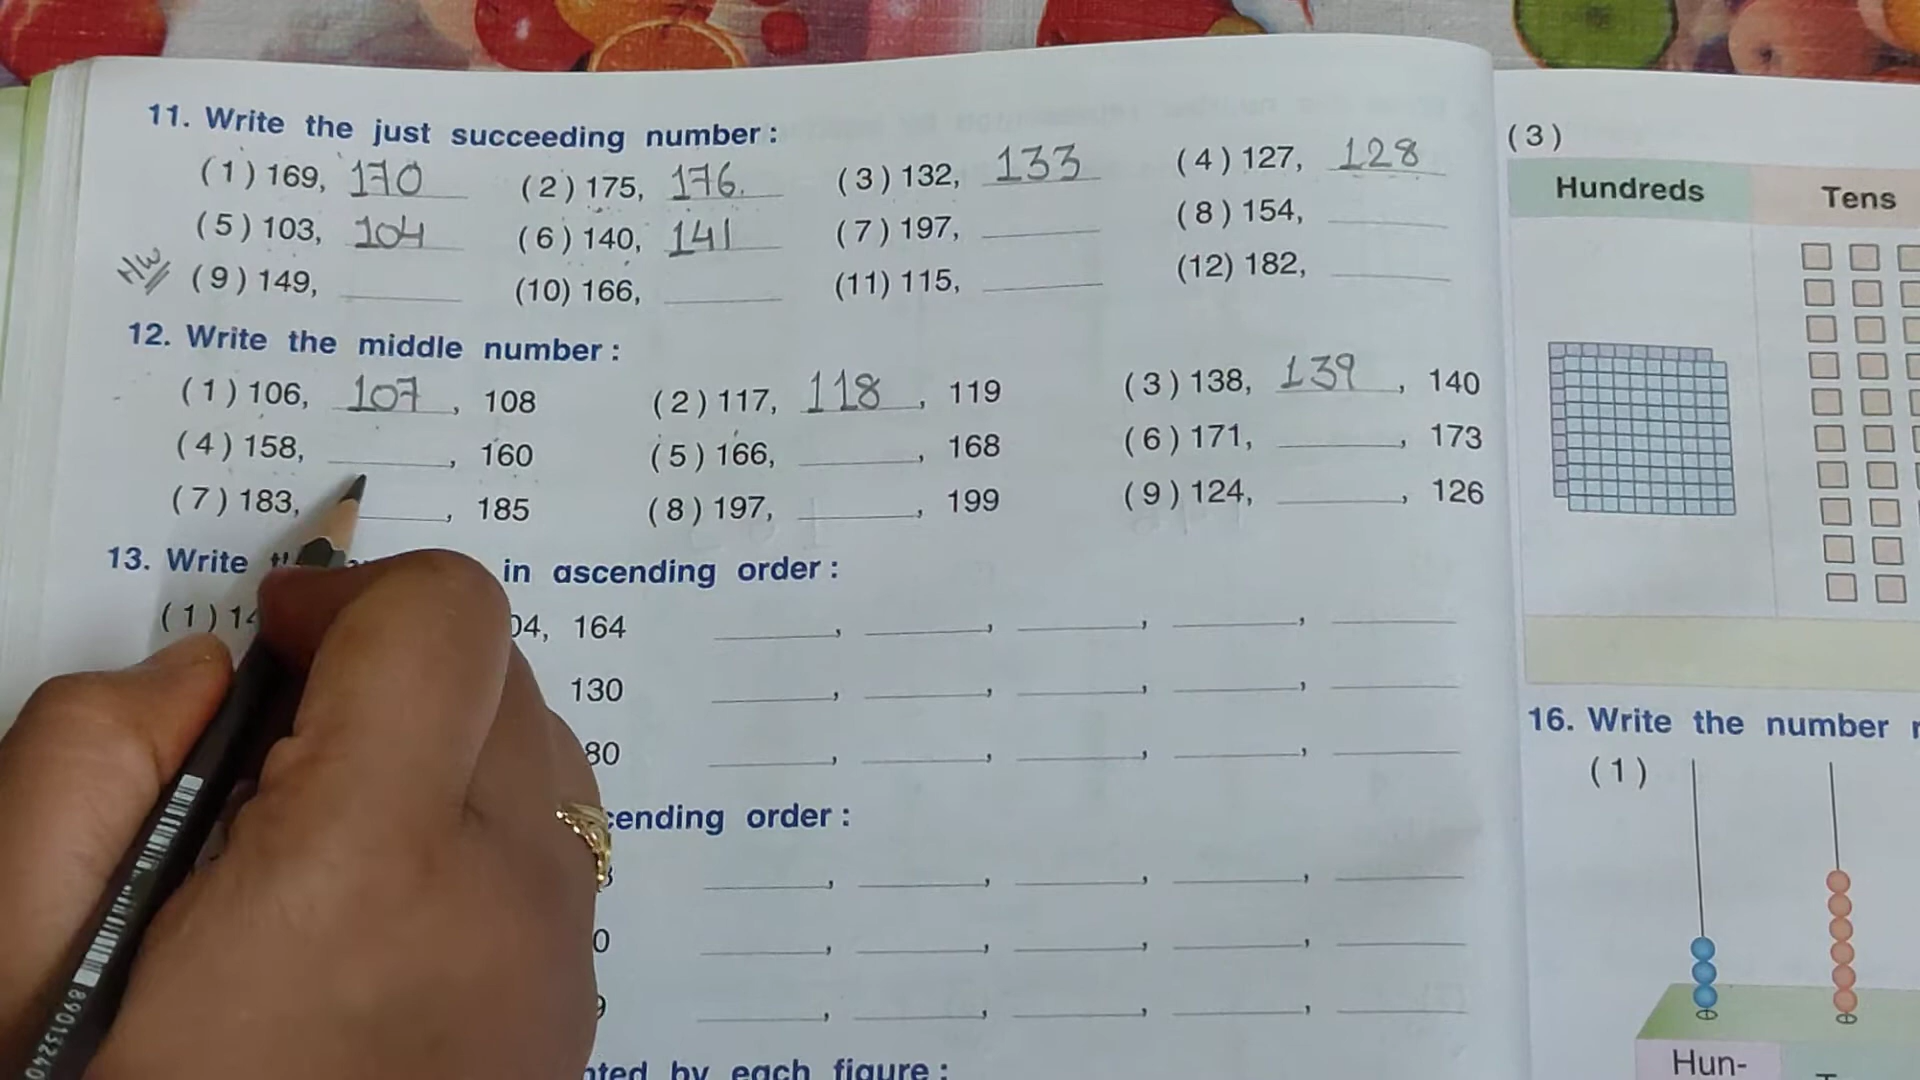 11. Write the just succeeding number :
( 1 ) 169, 170 ( 2 ) 175, 176. ( 3 ) 132, 133 ( 4 ) 127, 128
( 5 ) 103, 104 ( 6 ) 140, 141 ( 7 ) 197, ( 8 ) 154,
( 9 ) 149, (10) 166, (11) 115, (12) 182,
12. Write the middle number :
( 1 ) 106, 107, 108 ( 2 ) 117, 118, 119 ( 3 ) 138, 139, 140
( 4 ) 158, , 160 ( 5 ) 166, , 168 ( 6 ) 171, , 173
( 7 ) 183, , 185 ( 8 ) 197, , 199 ( 9 ) 124, , 126
13. Write in ascending order :
( 1 ) 164
130
order :
by each figure :
( 3 )
Hundreds Tens
16. Write the number
( 1 )
Hun-